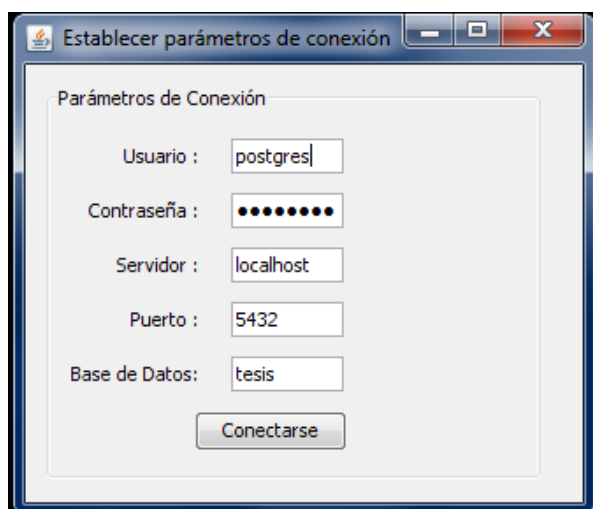 Establecer parámetros de conexión
Parámetros de Conexión
Usuario : postgres
Contraseña : ●●●●●●●●
Servidor : localhost
Puerto : 5432
Base de Datos: tesis
Conectarse